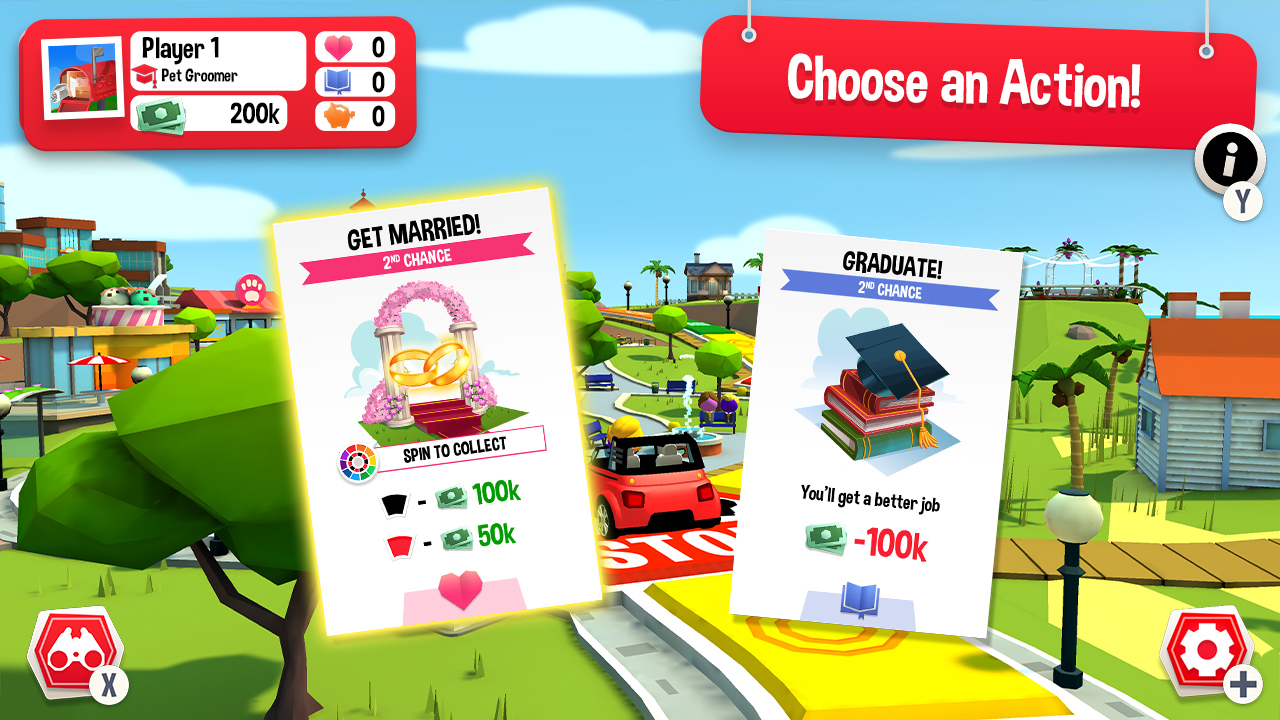 Player 1
Pet Groomer
200k
0
0
0
Choose an Action!
i
Y
GET MARRIED!
2ND CHANCE
SPIN TO COLLECT
- 100k
- 50k
GRADUATE!
2ND CHANCE
You'll get a better job
-100k
STO
X
+